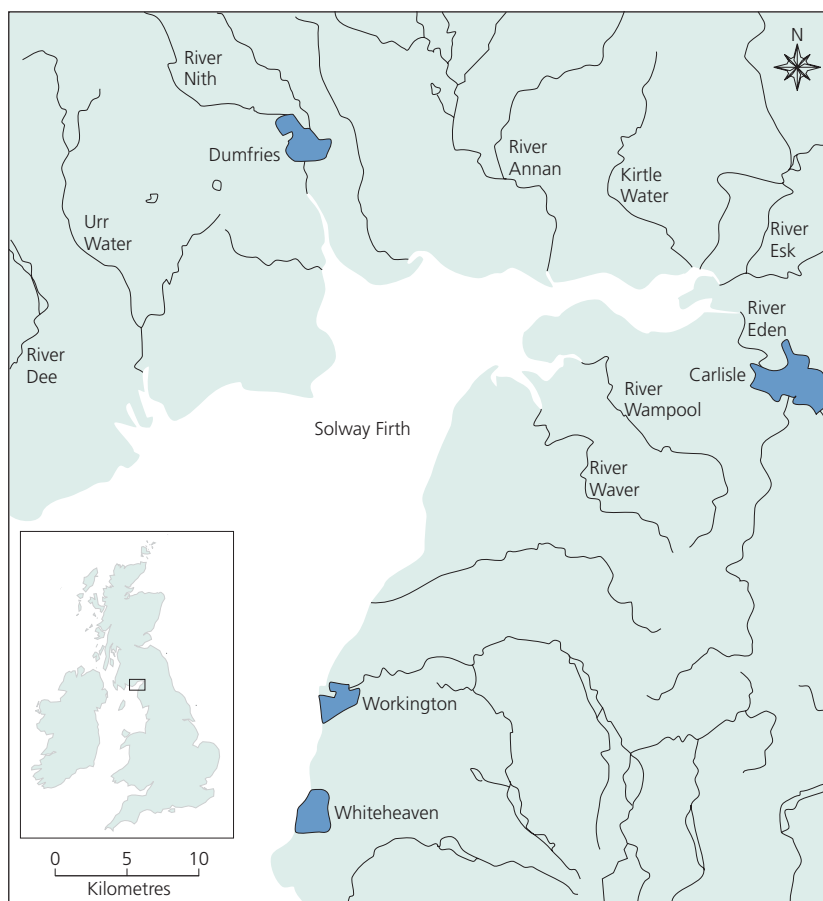 N
River
Nith
Dumfries
River
Annan
Kirtle
Water
Urr
Water
River
Esk
River
Eden
River
Dee
Carlisle
River
Wampool
Solway Firth
River
Waver
Workington
Whiteheaven
0 5 10
Kilometres